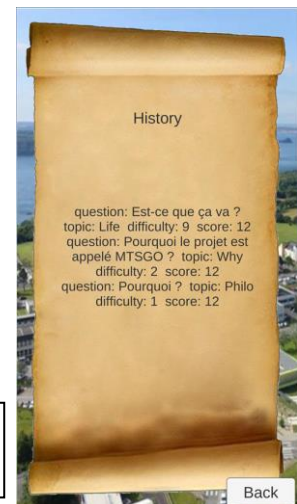 History
question: Est-ce que ça va ?
topic: Life difficulty: 9 score: 12
question: Pourquoi le projet est
appelé MTSGO ? topic: Why
difficulty: 2 score: 12
question: Pourquoi ? topic: Philo
difficulty: 1 score: 12
Back